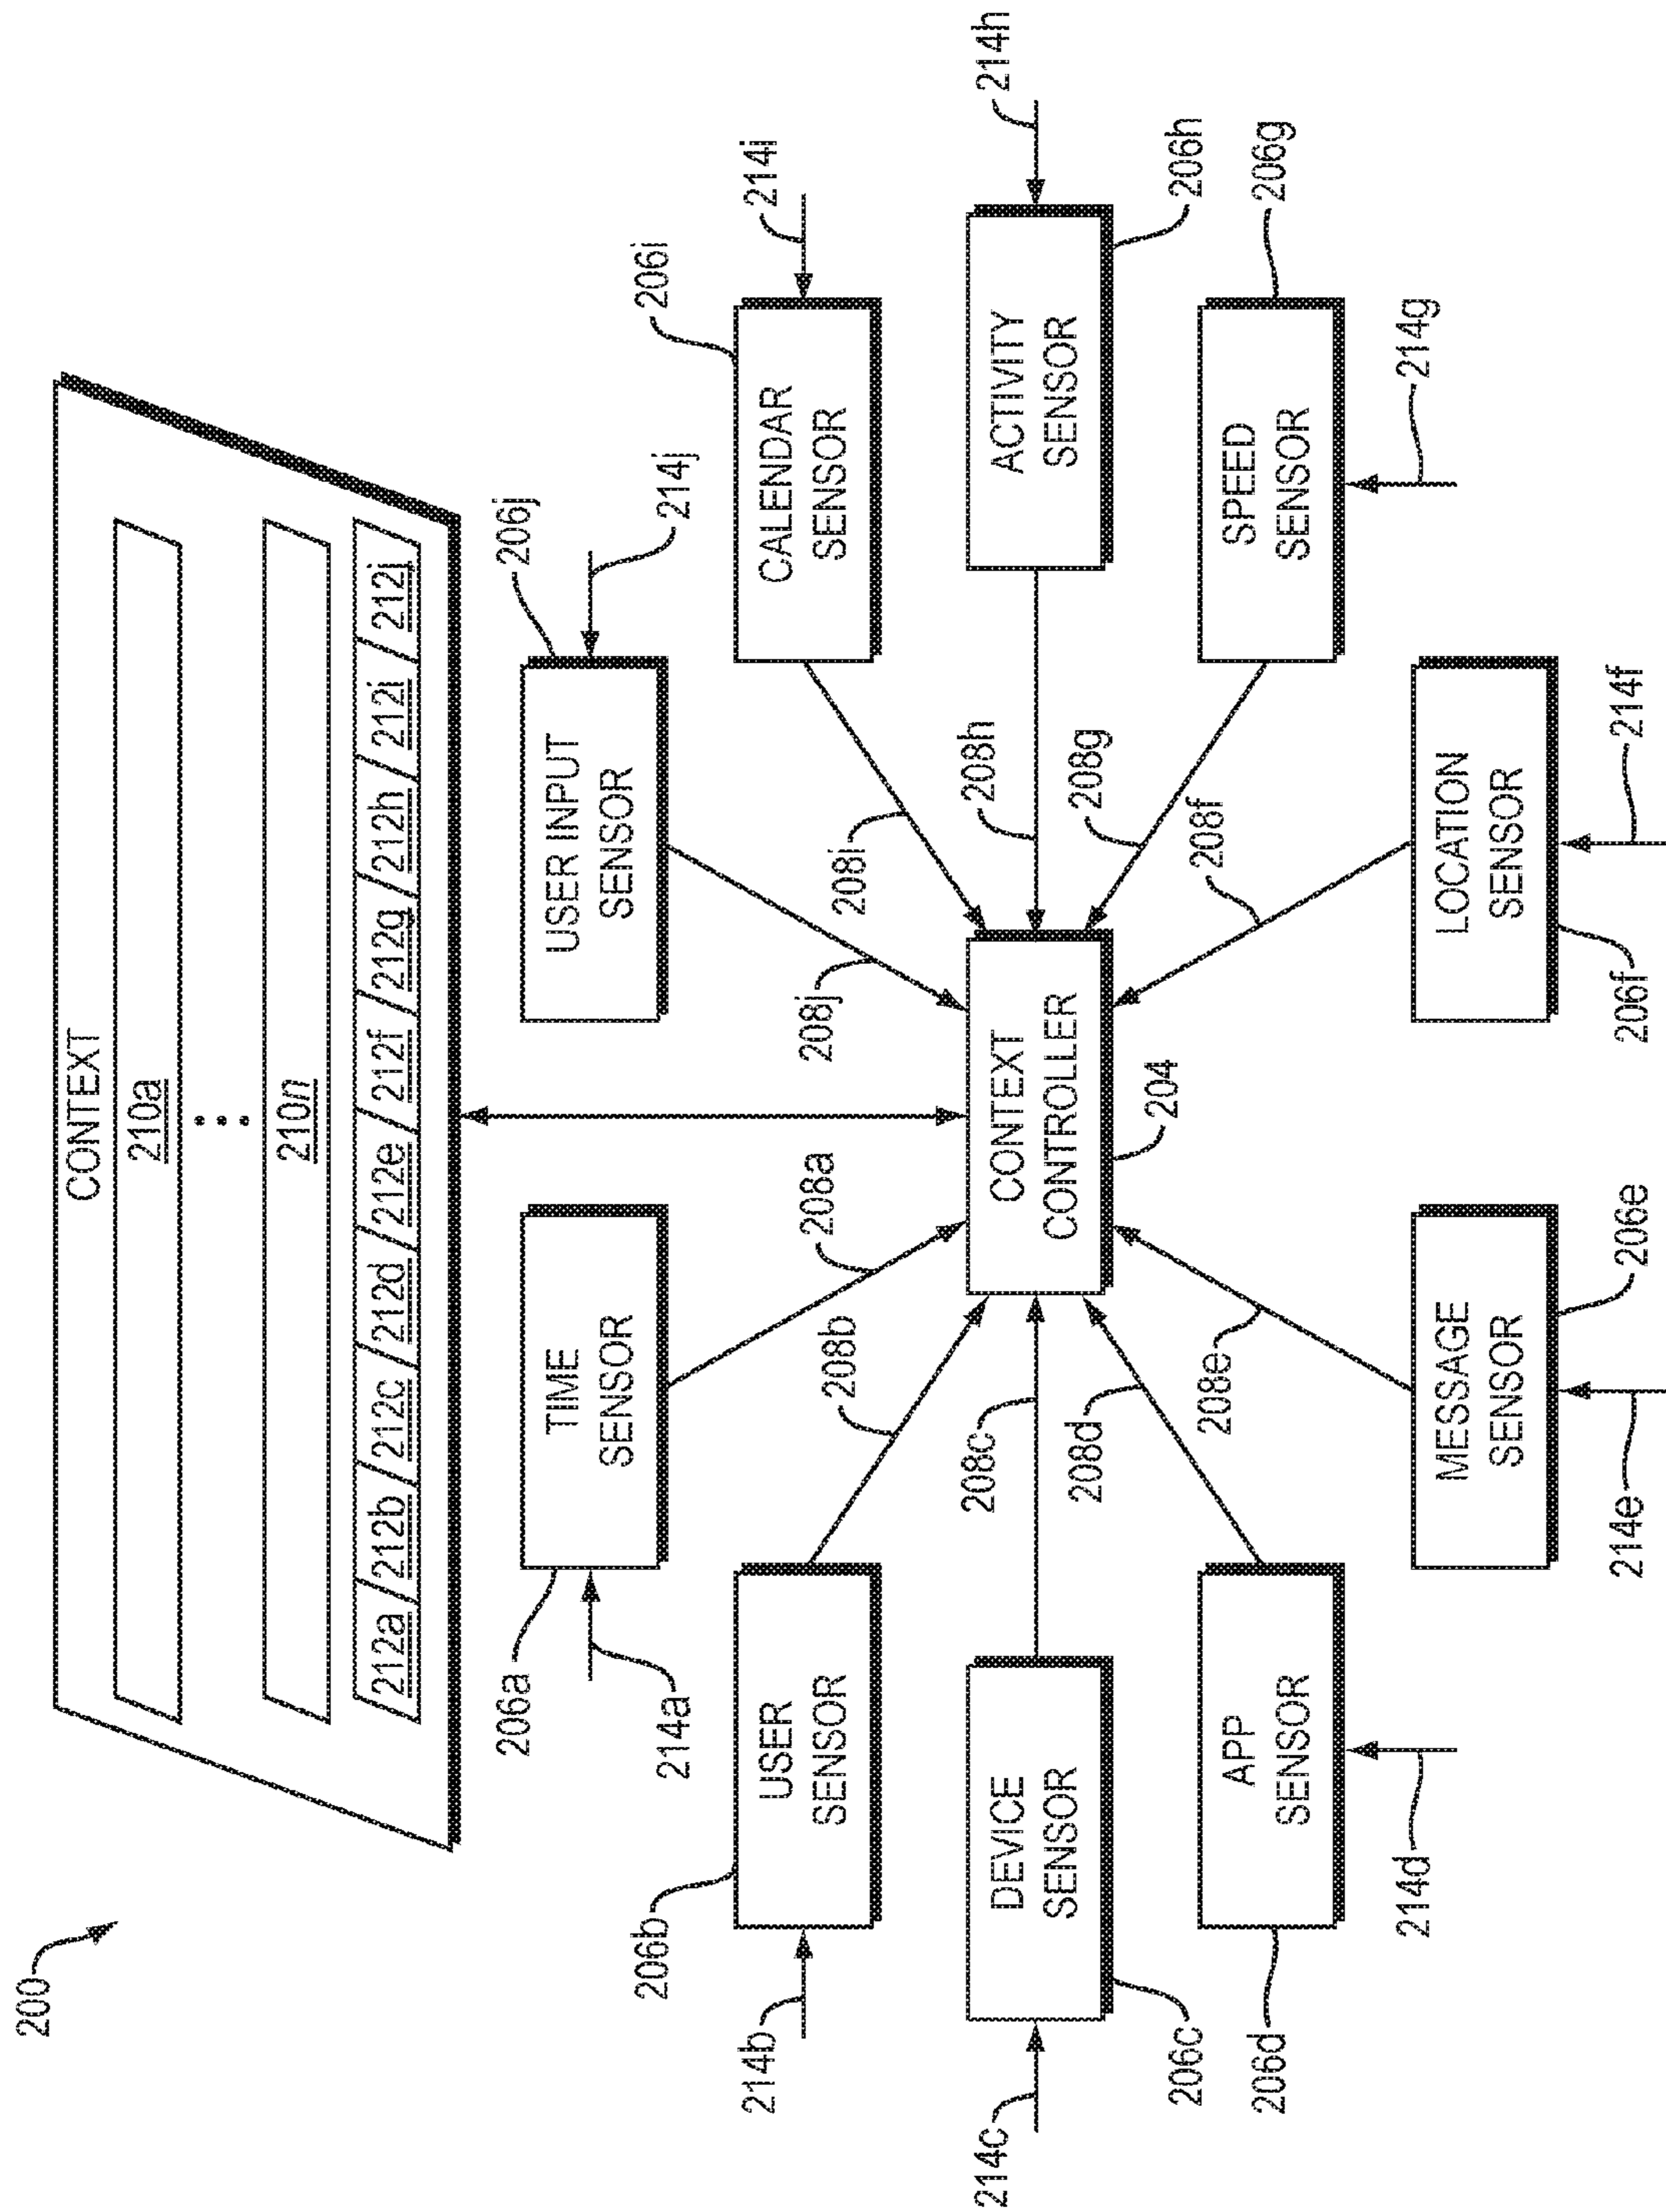 200
CONTEXT
210a
210n
212a
212b
212c
212d
212e
212f
212g
212h
212i
212j
206a
TIME
SENSOR
214a
208a
USER INPUT
SENSOR
206j
214j
208j
206b
USER
SENSOR
214b
208b
CALENDAR
SENSOR
206i
214i
208i
214c
DEVICE
SENSOR
206c
208c
CONTEXT
CONTROLLER
204
208h
ACTIVITY
SENSOR
206h
214h
206d
APP
SENSOR
214d
208d
208g
SPEED
SENSOR
206g
214g
208e
MESSAGE
SENSOR
206e
214e
208f
LOCATION
SENSOR
206f
214f